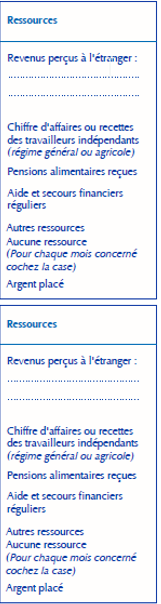 Ressources
Revenus perçus à l'étranger :
................................................
................................................
Chiffre d'affaires ou recettes
des travailleurs indépendants
(régime général ou agricole)
Pensions alimentaires reçues
Aide et secours financiers
réguliers
Autres ressources
Aucune ressource
(Pour chaque mois concerné
cochez la case)
Argent placé
Ressources
Revenus perçus à l'étranger :
................................................
................................................
Chiffre d'affaires ou recettes
des travailleurs indépendants
(régime général ou agricole)
Pensions alimentaires reçues
Aide et secours financiers
réguliers
Autres ressources
Aucune ressource
(Pour chaque mois concerné
cochez la case)
Argent placé